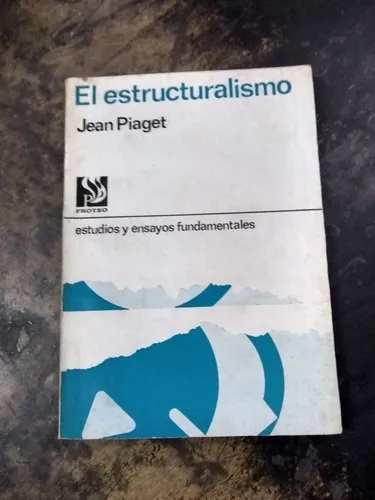 El estructuralismo
Jean Piaget
PROTEO
estudios y ensayos fundamentales